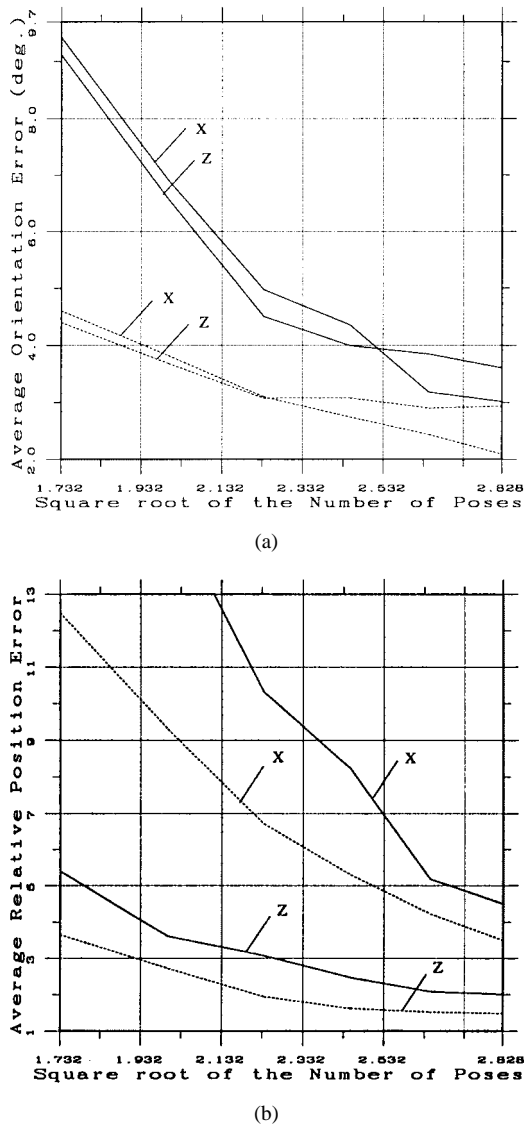 9.7
8.0
6.0
4.0
2.0
Average Orientation Error (deg.)
X
Z
X
Z
1.732 1.932 2.132 2.332 2.532 2.828
Square root of the Number of Poses
(a)
13
11
9
7
5
3
1
Average Relative Position Error
X
X
Z
Z
1.732 1.932 2.132 2.332 2.532 2.828
Square root of the Number of Poses
(b)